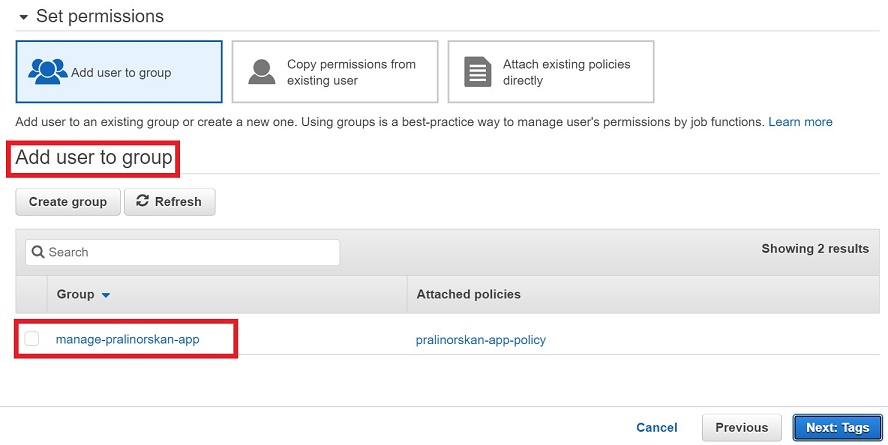 Set permissions
Add user to group
Copy permissions from
existing user
Attach existing policies
directly
Add user to an existing group or create a new one. Using groups is a best-practice way to manage user's permissions by job functions. Learn more
Add user to group
Create group Refresh
Search Showing 2 results
Group Attached policies
manage-pralinorskan-app pralinorskan-app-policy
Cancel Previous Next: Tags